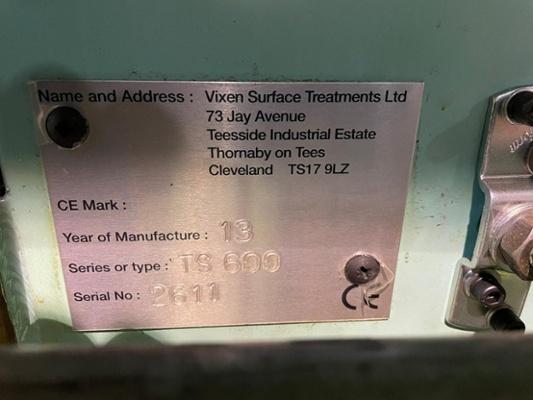 Name and Address : Vixen Surface Treatments Ltd
73 Jay Avenue
Teesside Industrial Estate
Thornaby on Tees
Cleveland TS17 9LZ
CE Mark :
Year of Manufacture : 13
Series or type : TS 600
Serial No : 2611
CE